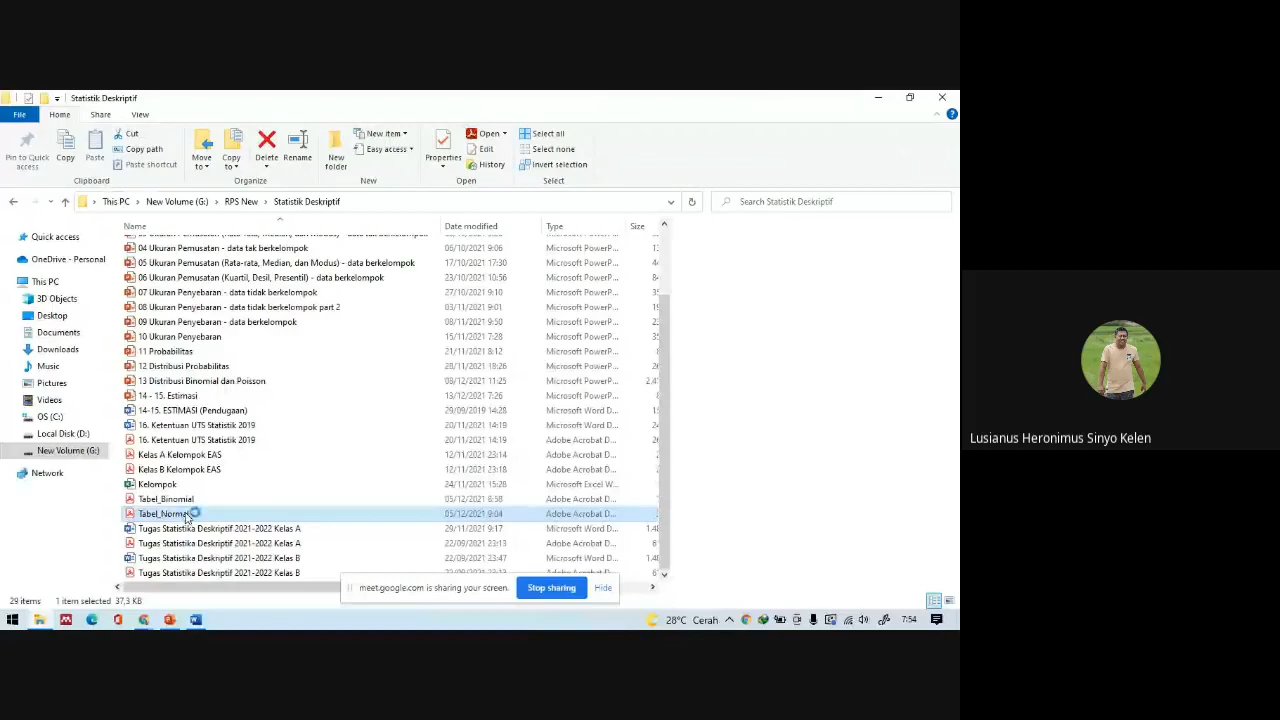 Statistik Deskriptif
File Home Share View
Pin to Quick access
Copy
Paste
Cut
Copy path
Paste shortcut
Clipboard
Move to
Copy to
Delete
Rename
Organize
New folder
New item
Easy access
New
Properties
Open
Edit
History
Open
Select all
Select none
Invert selection
Select
This PC New Volume (G:) RPS New Statistik Deskriptif
Search Statistik Deskriptif
Quick access
OneDrive - Personal
This PC
3D Objects
Desktop
Documents
Downloads
Music
Pictures
Videos
OS (C:)
Local Disk (D:)
New Volume (G:)
Network
Name Date modified Type Size
04 Ukuran Pemusatan - data tak berkelompok 06/10/2021 9:06 Microsoft PowerP...
05 Ukuran Pemusatan (Rata-rata, Median, dan Modus) - data berkelompok 17/10/2021 17:30 Microsoft PowerP...
06 Ukuran Pemusatan (Kuartil, Desil, Presentil) - data berkelompok 23/10/2021 10:56 Microsoft PowerP...
07 Ukuran Penyebaran - data tidak berkelompok 27/10/2021 9:10 Microsoft PowerP...
08 Ukuran Penyebaran - data tidak berkelompok part 2 03/11/2021 9:01 Microsoft PowerP...
09 Ukuran Penyebaran - data berkelompok 08/11/2021 9:50 Microsoft PowerP...
10 Ukuran Penyebaran 15/11/2021 7:28 Microsoft PowerP...
11 Probabilitas 21/11/2021 8:12 Microsoft PowerP...
12 Distribusi Probabilitas 28/11/2021 18:26 Microsoft PowerP...
13 Distribusi Binomial dan Poisson 08/12/2021 11:25 Microsoft PowerP...
14 - 15. Estimasi 13/12/2021 7:26 Microsoft PowerP...
14-15. ESTIMASI (Pendugaan) 29/09/2019 14:28 Microsoft Word D...
16. Ketentuan UTS Statistik 2019 20/11/2021 14:19 Microsoft Word D...
16. Ketentuan UTS Statistik 2019 20/11/2021 14:19 Adobe Acrobat D...
Kelas A Kelompok EAS 12/11/2021 23:14 Adobe Acrobat D...
Kelas B Kelompok EAS 12/11/2021 23:18 Adobe Acrobat D...
Kelompok 24/11/2021 15:28 Microsoft Excel W...
Tabel_Binomial 05/12/2021 8:58 Adobe Acrobat D...
Tabel_Norma 05/12/2021 9:04 Adobe Acrobat D...
Tugas Statistika Deskriptif 2021-2022 Kelas A 29/11/2021 9:17 Microsoft Word D...
Tugas Statistika Deskriptif 2021-2022 Kelas A 22/09/2021 23:13 Adobe Acrobat D...
Tugas Statistika Deskriptif 2021-2022 Kelas B 22/09/2021 23:47 Microsoft Word D...
Tugas Statistika Deskriptif 2021-2022 Kelas B
meet.google.com is sharing your screen. Stop sharing Hide
29 items 1 item selected 37,3 KB
28°C Cerah 7:54
Lusianus Heronimus Sinyo Kelen